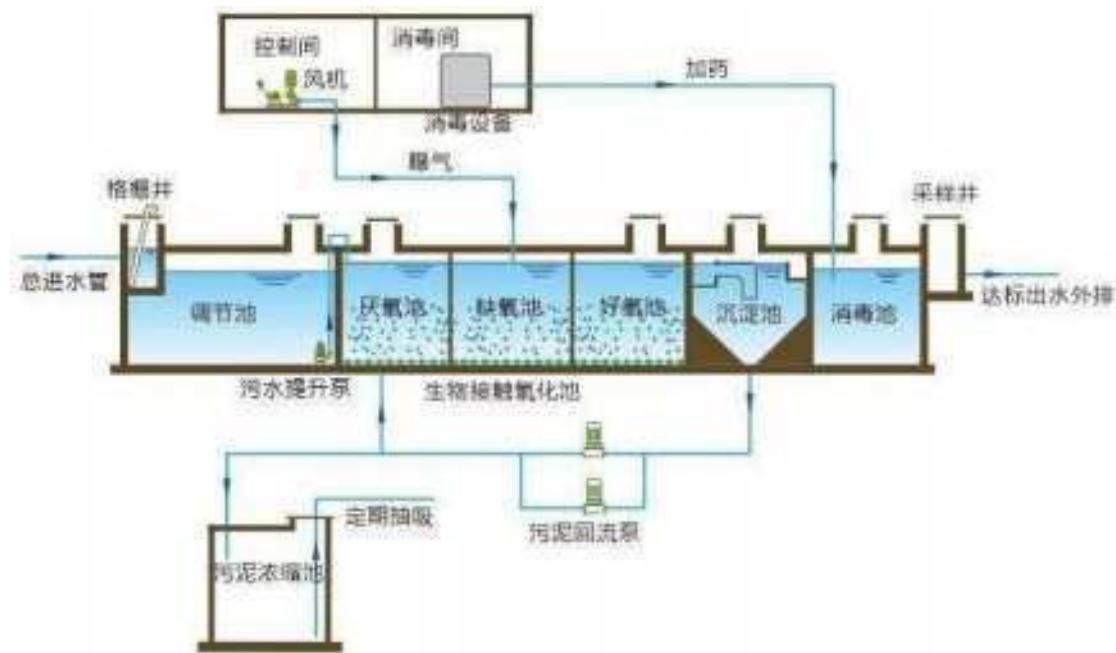 控制间
消毒间
风机
加药
消毒设备
曝气
格栅井
采样井
总进水管
调节池
厌氧池
缺氧池
好氧池
沉淀池
消毒池
达标出水外排
污水提升泵
生物接触氧化池
定期抽吸
污泥回流泵
污泥浓缩池